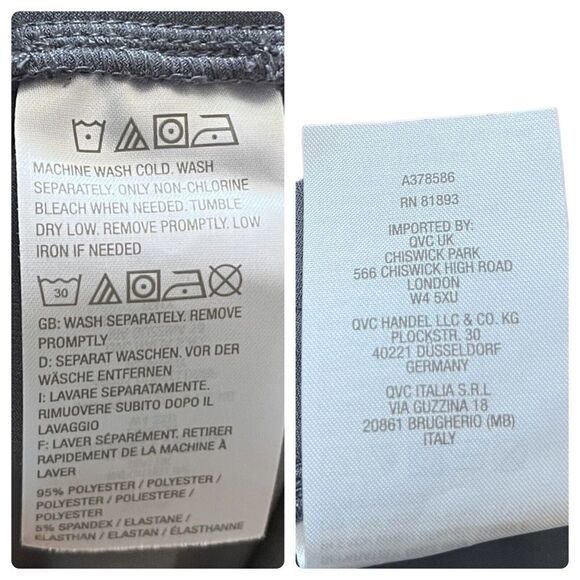 MACHINE WASH COLD. WASH
SEPARATELY. ONLY NON-CHLORINE
BLEACH WHEN NEEDED. TUMBLE
DRY LOW. REMOVE PROMPTLY. LOW
IRON IF NEEDED
30
GB: WASH SEPARATELY. REMOVE
PROMPTLY
D: SEPARAT WASCHEN. VOR DER
WÄSCHE ENTFERNEN
I: LAVARE SEPARATAMENTE.
RIMUOVERE SUBITO DOPO IL
LAVAGGIO
F: LAVER SÉPARÉMENT. RETIRER
RAPIDEMENT DE LA MACHINE À
LAVER
95% POLYESTER / POLYESTER /
POLYESTER / POLIESTERE /
POLYESTER
5% SPANDEX / ELASTANE /
ELASTHAN / ELASTAN / ÉLASTHANNE
A378586
RN 81893
IMPORTED BY:
QVC UK
CHISWICK PARK
566 CHISWICK HIGH ROAD
LONDON
W4 5XU
QVC HANDEL LLC & CO. KG
PLOCKSTR. 30
40221 DÜSSELDORF
GERMANY
QVC ITALIA S.R.L
VIA GUZZINA 18
20861 BRUGHERIO (MB)
ITALY